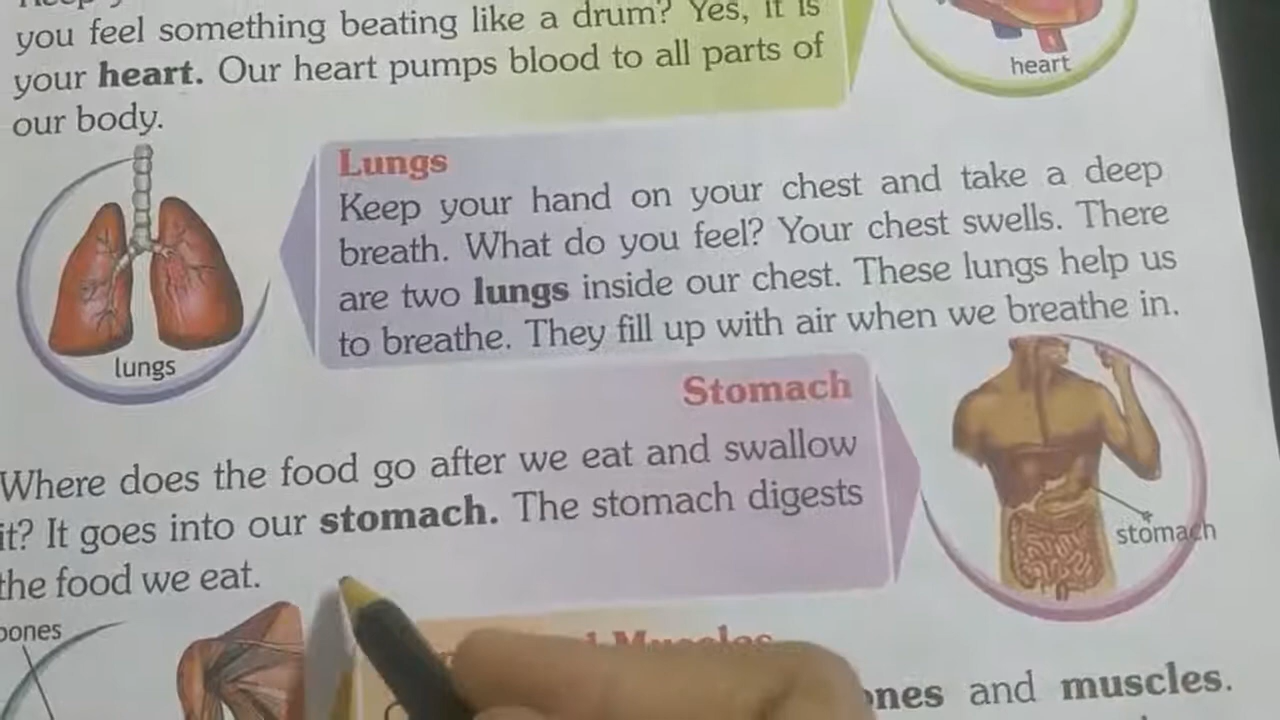 you feel something beating like a drum? Yes, it is
your heart. Our heart pumps blood to all parts of
our body.
heart
Lungs
Keep your hand on your chest and take a deep
breath. What do you feel? Your chest swells. There
are two lungs inside our chest. These lungs help us
to breathe. They fill up with air when we breathe in.
lungs
Stomach
Where does the food go after we eat and swallow
it? It goes into our stomach. The stomach digests
the food we eat.
stomach
bones
Muscles
and muscles.